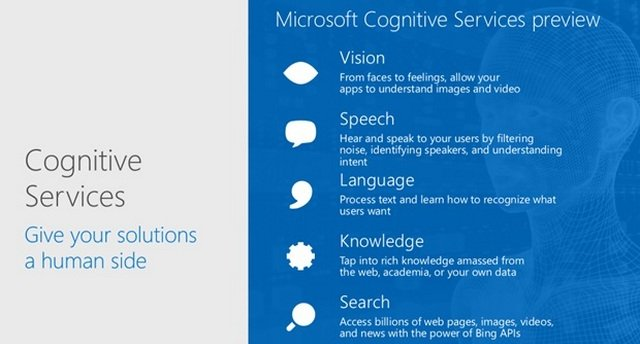 Cognitive
Services
Give your solutions
a human side
Microsoft Cognitive Services preview
Vision
From faces to feelings, allow your
apps to understand images and video
Speech
Hear and speak to your users by filtering
noise, identifying speakers, and understanding
intent
Language
Process text and learn how to recognize what
users want
Knowledge
Tap into rich knowledge amassed from
the web, academia, or your own data
Search
Access billions of web pages, images, videos,
and news with the power of Bing APIs